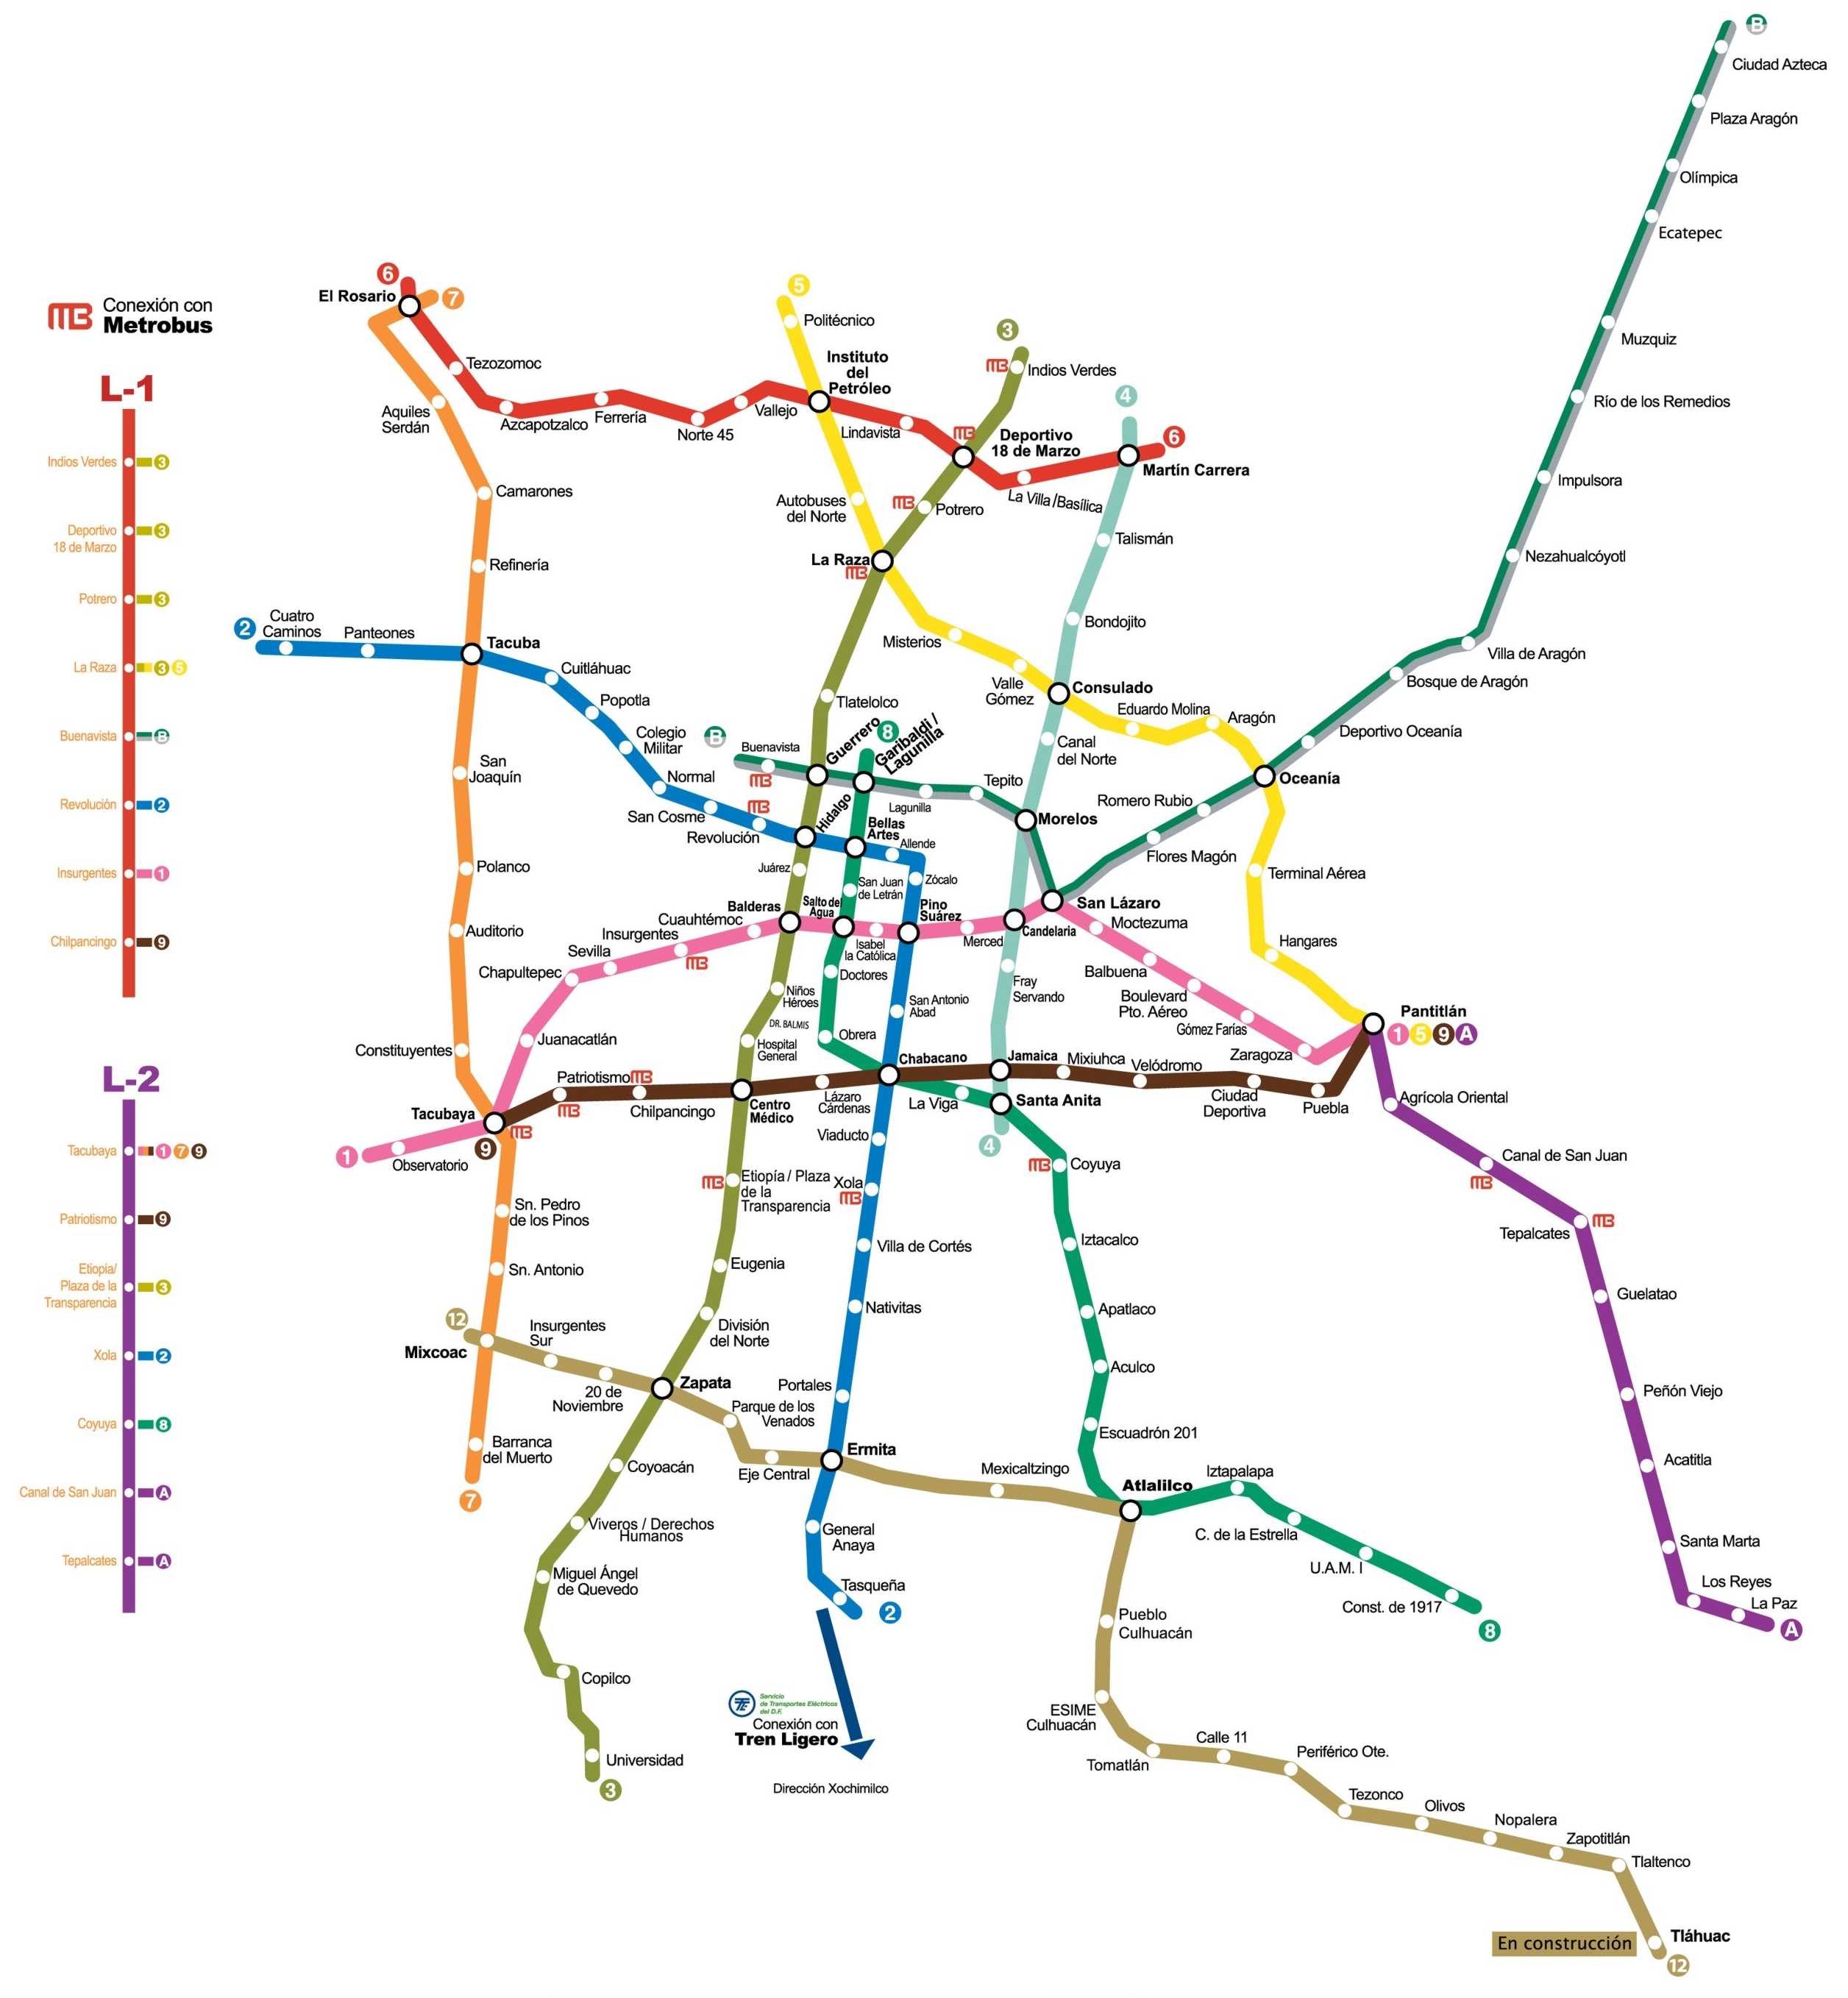 B
Ciudad Azteca
Plaza Aragón
Olímpica
Ecatepec
Muzquiz
Río de los Remedios
Impulsora
Nezahualcóyotl
Villa de Aragón
Bosque de Aragón
Deportivo Oceanía
Oceanía
Romero Rubio
Flores Magón
San Lázaro
Morelos
Tepito
Lagunilla
Garibaldi /
Lagunilla
Guerrero
Buenavista
B
MB
Conexión con
Metrobus
L-1
Indios Verdes
3
Deportivo
18 de Marzo
3
Potrero
3
La Raza
3 5
Buenavista
B
Revolución
2
Insurgentes
1
Chilpancingo
9
L-2
Tacubaya
1 7 9
Patriotismo
9
Etiopia/
Plaza de la
Transparencia
3
Xola
2
Coyuya
8
Canal de San Juan
A
Tepalcates
A
6
El Rosario
7
Tezozomoc
Azcapotzalco
Ferrería
Norte 45
Vallejo
Instituto
del
Petróleo
Lindavista
MB
Deportivo
18 de Marzo
La Villa/Basílica
6
Martín Carrera
Aquiles
Serdán
Camarones
Refinería
Tacuba
San
Joaquín
Polanco
Auditorio
Constituyentes
Tacubaya
MB
Sn. Pedro
de los Pinos
Sn. Antonio
Mixcoac
Barranca
del Muerto
7
5
Politécnico
Autobuses
del Norte
La Raza
MB
Misterios
Valle
Gómez
Consulado
Eduardo Molina
Aragón
Terminal Aérea
Hangares
Pantitlán
1 5 9 A
3
MB
Indios Verdes
MB
Potrero
Tlatelolco
Hidalgo
Juárez
Balderas
Niños
Héroes
DR. BALMIS
Hospital
General
Centro
Médico
MB
Etiopía / Plaza
de la
Transparencia
Eugenia
División
del Norte
Zapata
Coyoacán
Viveros / Derechos
Humanos
Miguel Ángel
de Quevedo
Copilco
Universidad
3
4
Talismán
Bondojito
Canal
del Norte
Candelaria
Fray
Servando
Jamaica
Santa Anita
4
2
Cuatro
Caminos
Panteones
Cuitláhuac
Popotla
Colegio
Militar
Normal
San Cosme
Revolución
MB
MB
Bellas
Artes
Allende
Zócalo
Pino
Suárez
San Antonio
Abad
Chabacano
Viaducto
Xola
MB
Villa de Cortés
Nativitas
Portales
Ermita
General
Anaya
Tasqueña
2
8
San Juan
de Letrán
Salto del
Agua
Doctores
Obrera
La Viga
MB
Coyuya
Iztacalco
Apatlaco
Aculco
Escuadrón 201
Atlalilco
Iztapalapa
C. de la Estrella
U.A.M. I
Const. de 1917
8
1
Observatorio
Juanacatlán
Chapultepec
Sevilla
Insurgentes
MB
Cuauhtémoc
Isabel
la Católica
Merced
Moctezuma
Balbuena
Boulevard
Pto. Aéreo
Gómez Farías
Zaragoza
9
Patriotismo
MB
MB
Chilpancingo
Lázaro
Cárdenas
Mixiuhca
Velódromo
Ciudad
Deportiva
Puebla
Agrícola Oriental
Canal de San Juan
MB
Tepalcates
MB
Guelatao
Peñón Viejo
Acatitla
Santa Marta
Los Reyes
La Paz
A
12
Insurgentes
Sur
20 de
Noviembre
Parque de los
Venados
Eje Central
Mexicaltzingo
Pueblo
Culhuacán
ESIME
Culhuacán
Tomatlán
Calle 11
Periférico Ote.
Tezonco
Olivos
Nopalera
Zapotitlán
Tlaltenco
Tláhuac
En construcción
12
Servicio
de Transportes Eléctricos
del D.F.
Conexión con
Tren Ligero
Dirección Xochimilco